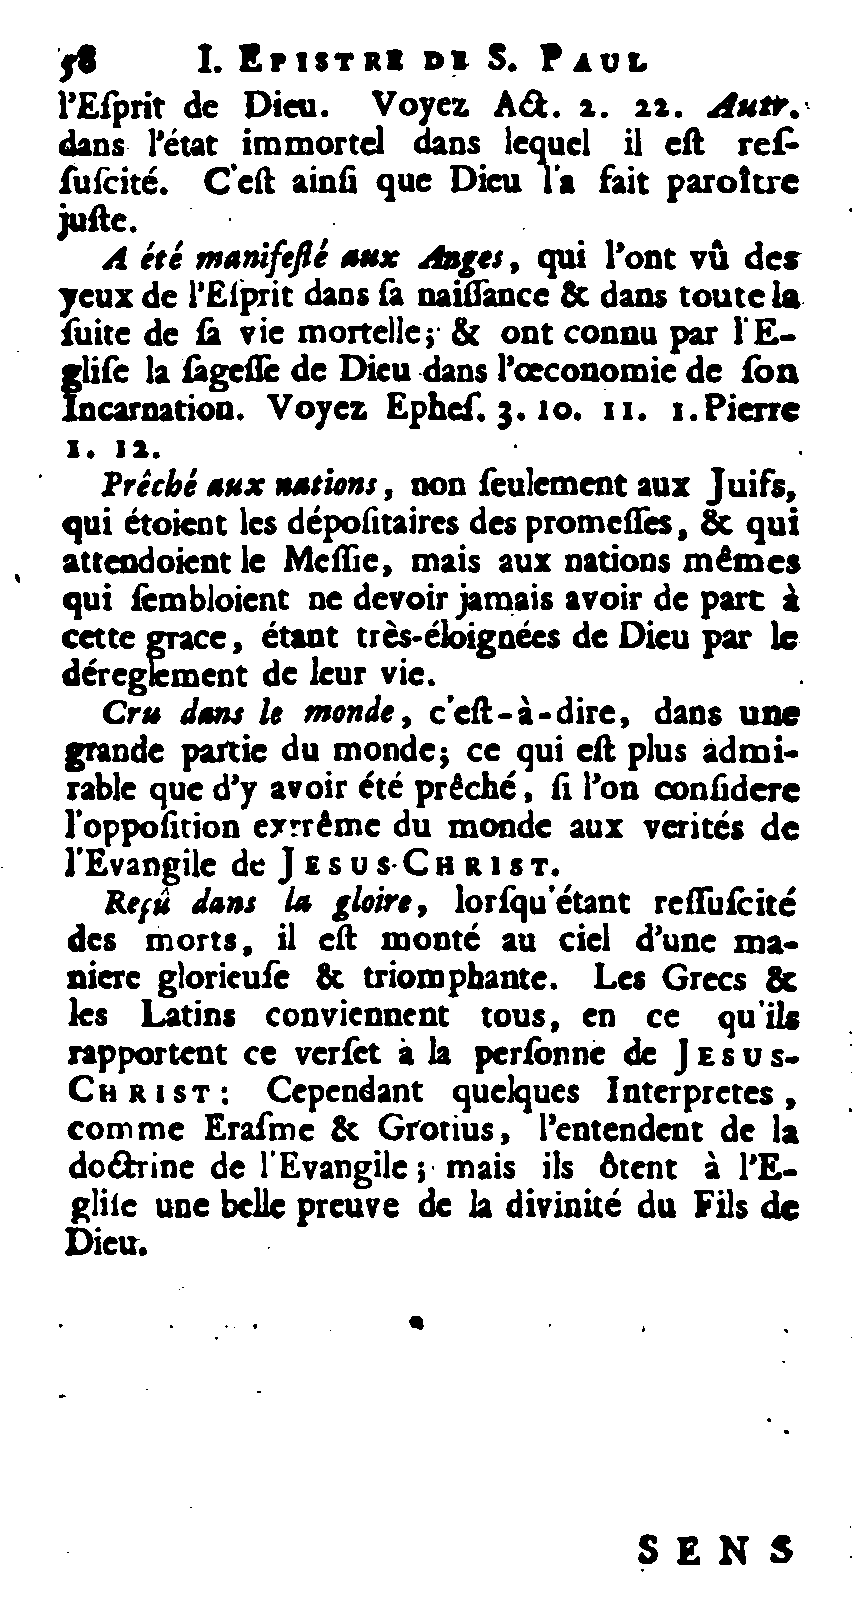 58 I. EPISTRE DE S. PAUL
l'Eſprit de Dieu. Voyez Act. 2. 22. Autr.
dans l'état immortel dans lequel il eſt reſ-
ſuſcité. C'eſt ainſi que Dieu l'a fait paroître
juſte.
A été manifeſté aux Anges, qui l'ont vû des
yeux de l'Eſprit dans ſa naiſſance & dans toute la
ſuite de ſa vie mortelle; & ont connu par l'E-
gliſe la ſageſſe de Dieu dans l'œconomie de ſon
Incarnation. Voyez Epheſ. 3. 10. 11. 1. Pierre
1. 12.
Prêché aux nations, non ſeulement aux Juifs,
qui étoient les dépoſitaires des promeſſes, & qui
attendoient le Meſſie, mais aux nations mêmes
qui ſembloient ne devoir jamais avoir de part à
cette grace, étant très-éloignées de Dieu par le
déreglement de leur vie.
Cru dans le monde, c'eſt-à-dire, dans une
grande partie du monde; ce qui eſt plus admi-
rable que d'y avoir été prêché, ſi l'on conſidere
l'oppoſition extrême du monde aux verités de
l'Evangile de JESUS-CHRIST.
Reçû dans la gloire, lorſqu'étant reſſuſcité
des morts, il eſt monté au ciel d'une ma-
niere glorieuſe & triomphante. Les Grecs &
les Latins conviennent tous, en ce qu'ils
rapportent ce verſet à la perſonne de JESUS-
CHRIST: Cependant quelques Interpretes,
comme Eraſme & Grotius, l'entendent de la
doctrine de l'Evangile; mais ils ôtent à l'E-
gliſe une belle preuve de la divinité du Fils de
Dieu.
SENS